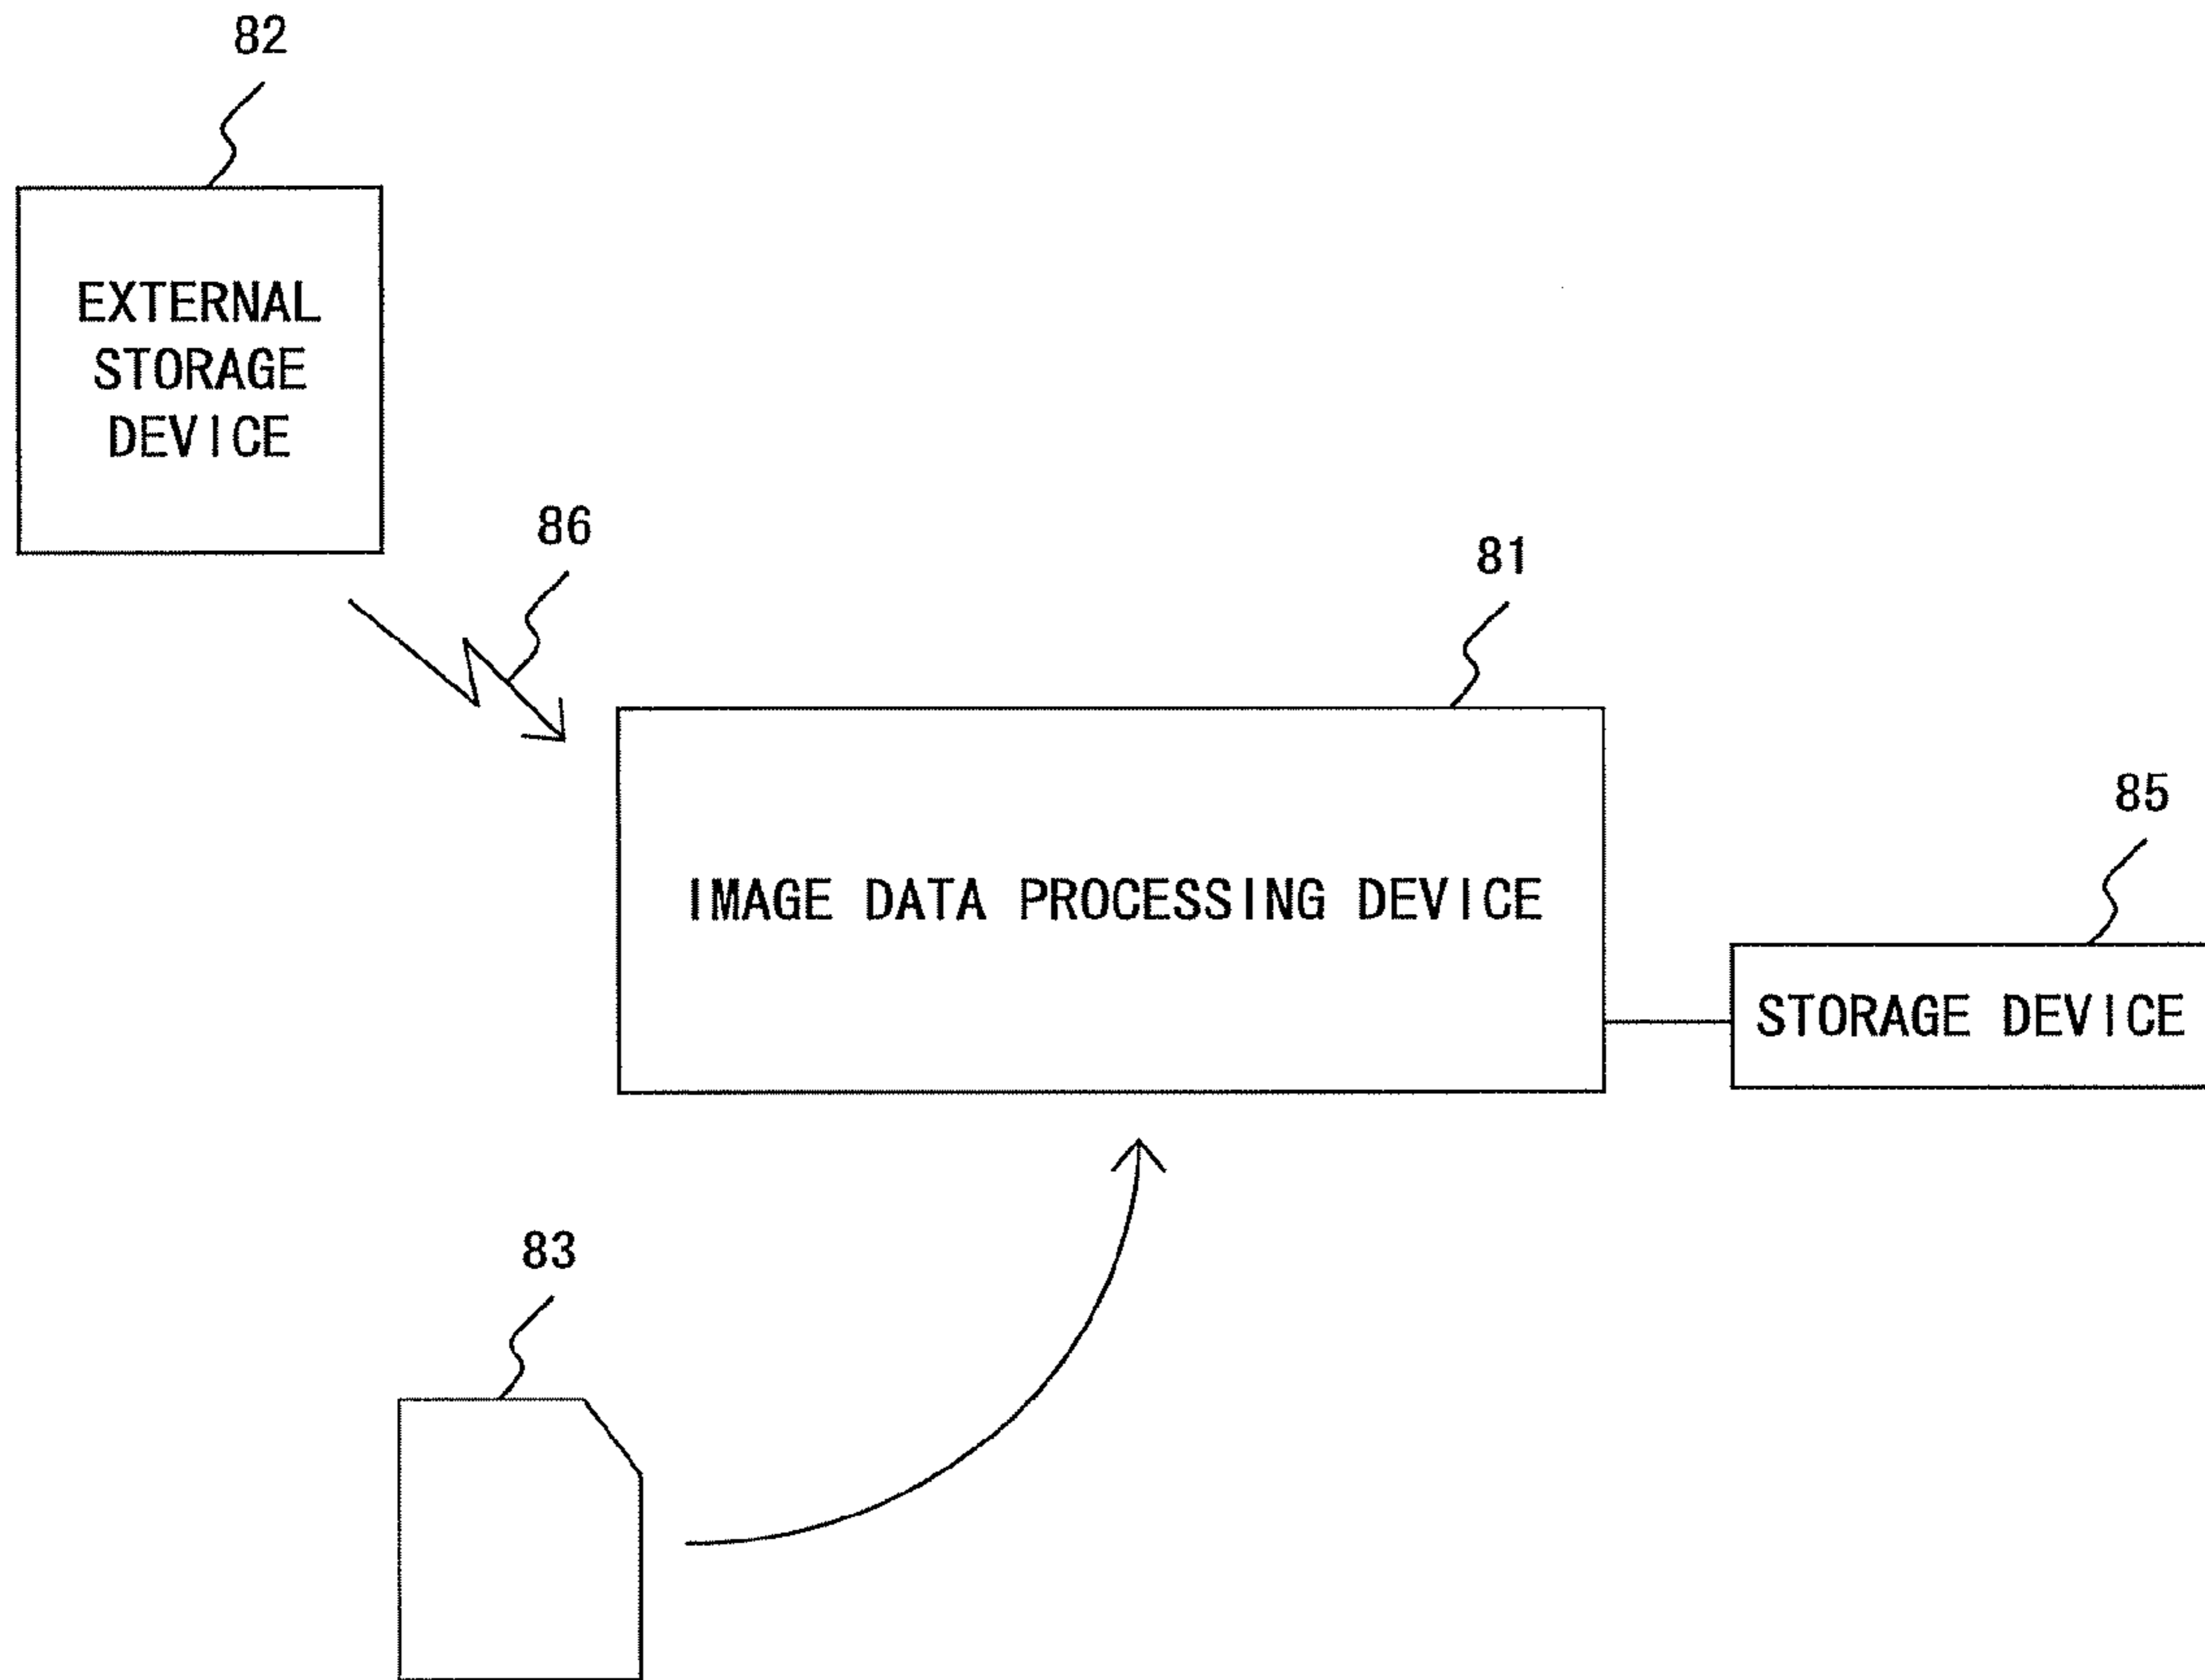 82
EXTERNAL
STORAGE
DEVICE
86
81
IMAGE DATA PROCESSING DEVICE
85
STORAGE DEVICE
83